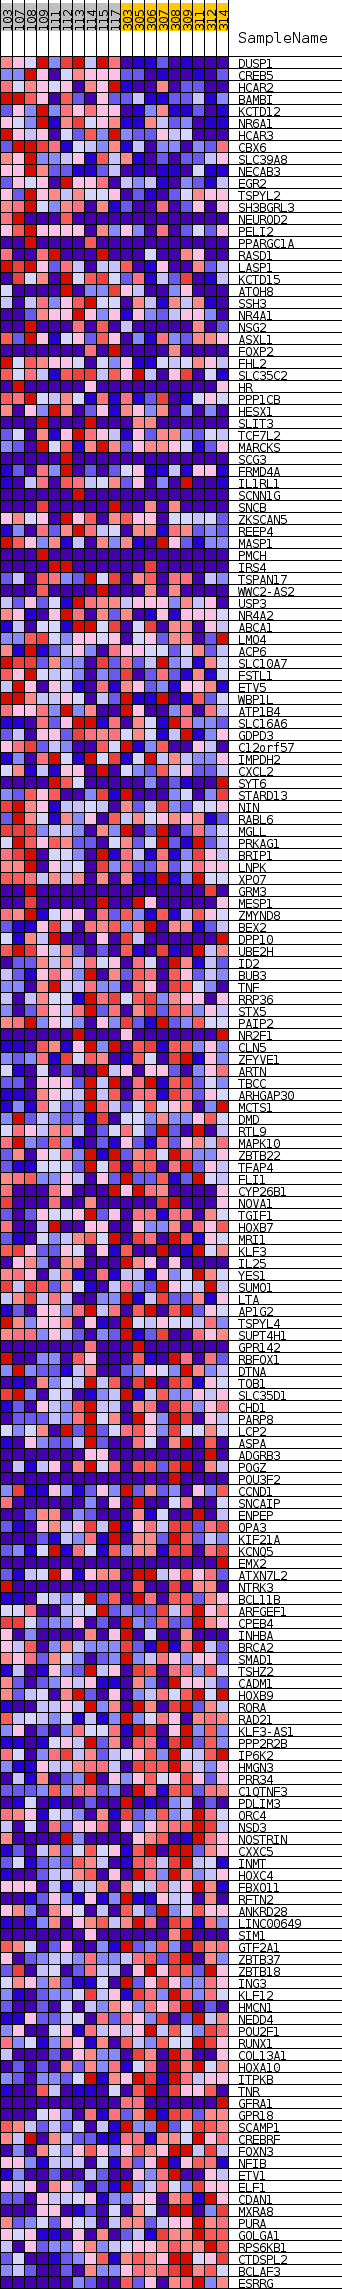 103 107 108 109 111 112 113 114 115 117 303 305 306 307 308 309 311 312 314
SampleName
DUSP1
CREB5
HCAR2
BAMBI
KCTD12
NR6A1
HCAR3
CBX6
SLC39A8
NECAB3
EGR2
TSPYL2
SH3BGRL3
NEUROD2
PELI2
PPARGC1A
RASD1
LASP1
KCTD15
ATOH8
SSH3
NR4A1
NSG2
ASXL1
FOXP2
FHL2
SLC35C2
HR
PPP1CB
HESX1
SLIT3
TCF7L2
MARCKS
SCG3
FRMD4A
IL1RL1
SCNN1G
SNCB
ZKSCAN5
REEP4
MASP1
PMCH
IRS4
TSPAN17
WWC2-AS2
USP3
NR4A2
ABCA1
LMO4
ACP6
SLC10A7
FSTL1
ETV5
WBP1L
ATP1B4
SLC16A6
GDPD3
C12orf57
IMPDH2
CXCL2
SYT6
STARD13
NIN
RABL6
MGLL
PRKAG1
BRIP1
LNPK
XPO7
GRM3
MESP1
ZMYND8
BEX2
DPP10
UBE2H
ID2
BUB3
TNF
RRP36
STX5
PAIP2
NR2F1
CLN5
ZFYVE1
ARTN
TBCC
ARHGAP30
MCTS1
DMD
RTL9
MAPK10
ZBTB22
TFAP4
FLI1
CYP26B1
NOVA1
TGIF1
HOXB7
MRI1
KLF3
IL25
YES1
SUMO1
LTA
AP1G2
TSPYL4
SUPT4H1
GPR142
RBFOX1
DTNA
TOB1
SLC35D1
CHD1
PARP8
LCP2
ASPA
ADGRB3
POGZ
POU3F2
CCND1
SNCAIP
ENPEP
OPA3
KIF21A
KCNQ5
EMX2
ATXN7L2
NTRK3
BCL11B
ARFGEF1
CPEB4
INHBA
BRCA2
SMAD1
TSHZ2
CADM1
HOXB9
RORA
RAD21
KLF3-AS1
PPP2R2B
IP6K2
HMGN3
PRR34
C1QTNF3
PDLIM3
ORC4
NSD3
NOSTRIN
CXXC5
INMT
HOXC4
FBXO11
RFTN2
ANKRD28
LINC00649
SIM1
GTF2A1
ZBTB37
ZBTB18
ING3
KLF12
HMCN1
NEDD4
POU2F1
RUNX1
COL13A1
HOXA10
ITPKB
TNR
GFRA1
GPR18
SCAMP1
CREBRF
FOXN3
NFIB
ETV1
ELF1
CDAN1
MXRA8
PURA
GOLGA1
RPS6KB1
CTDSPL2
BCLAF3
ESRRG